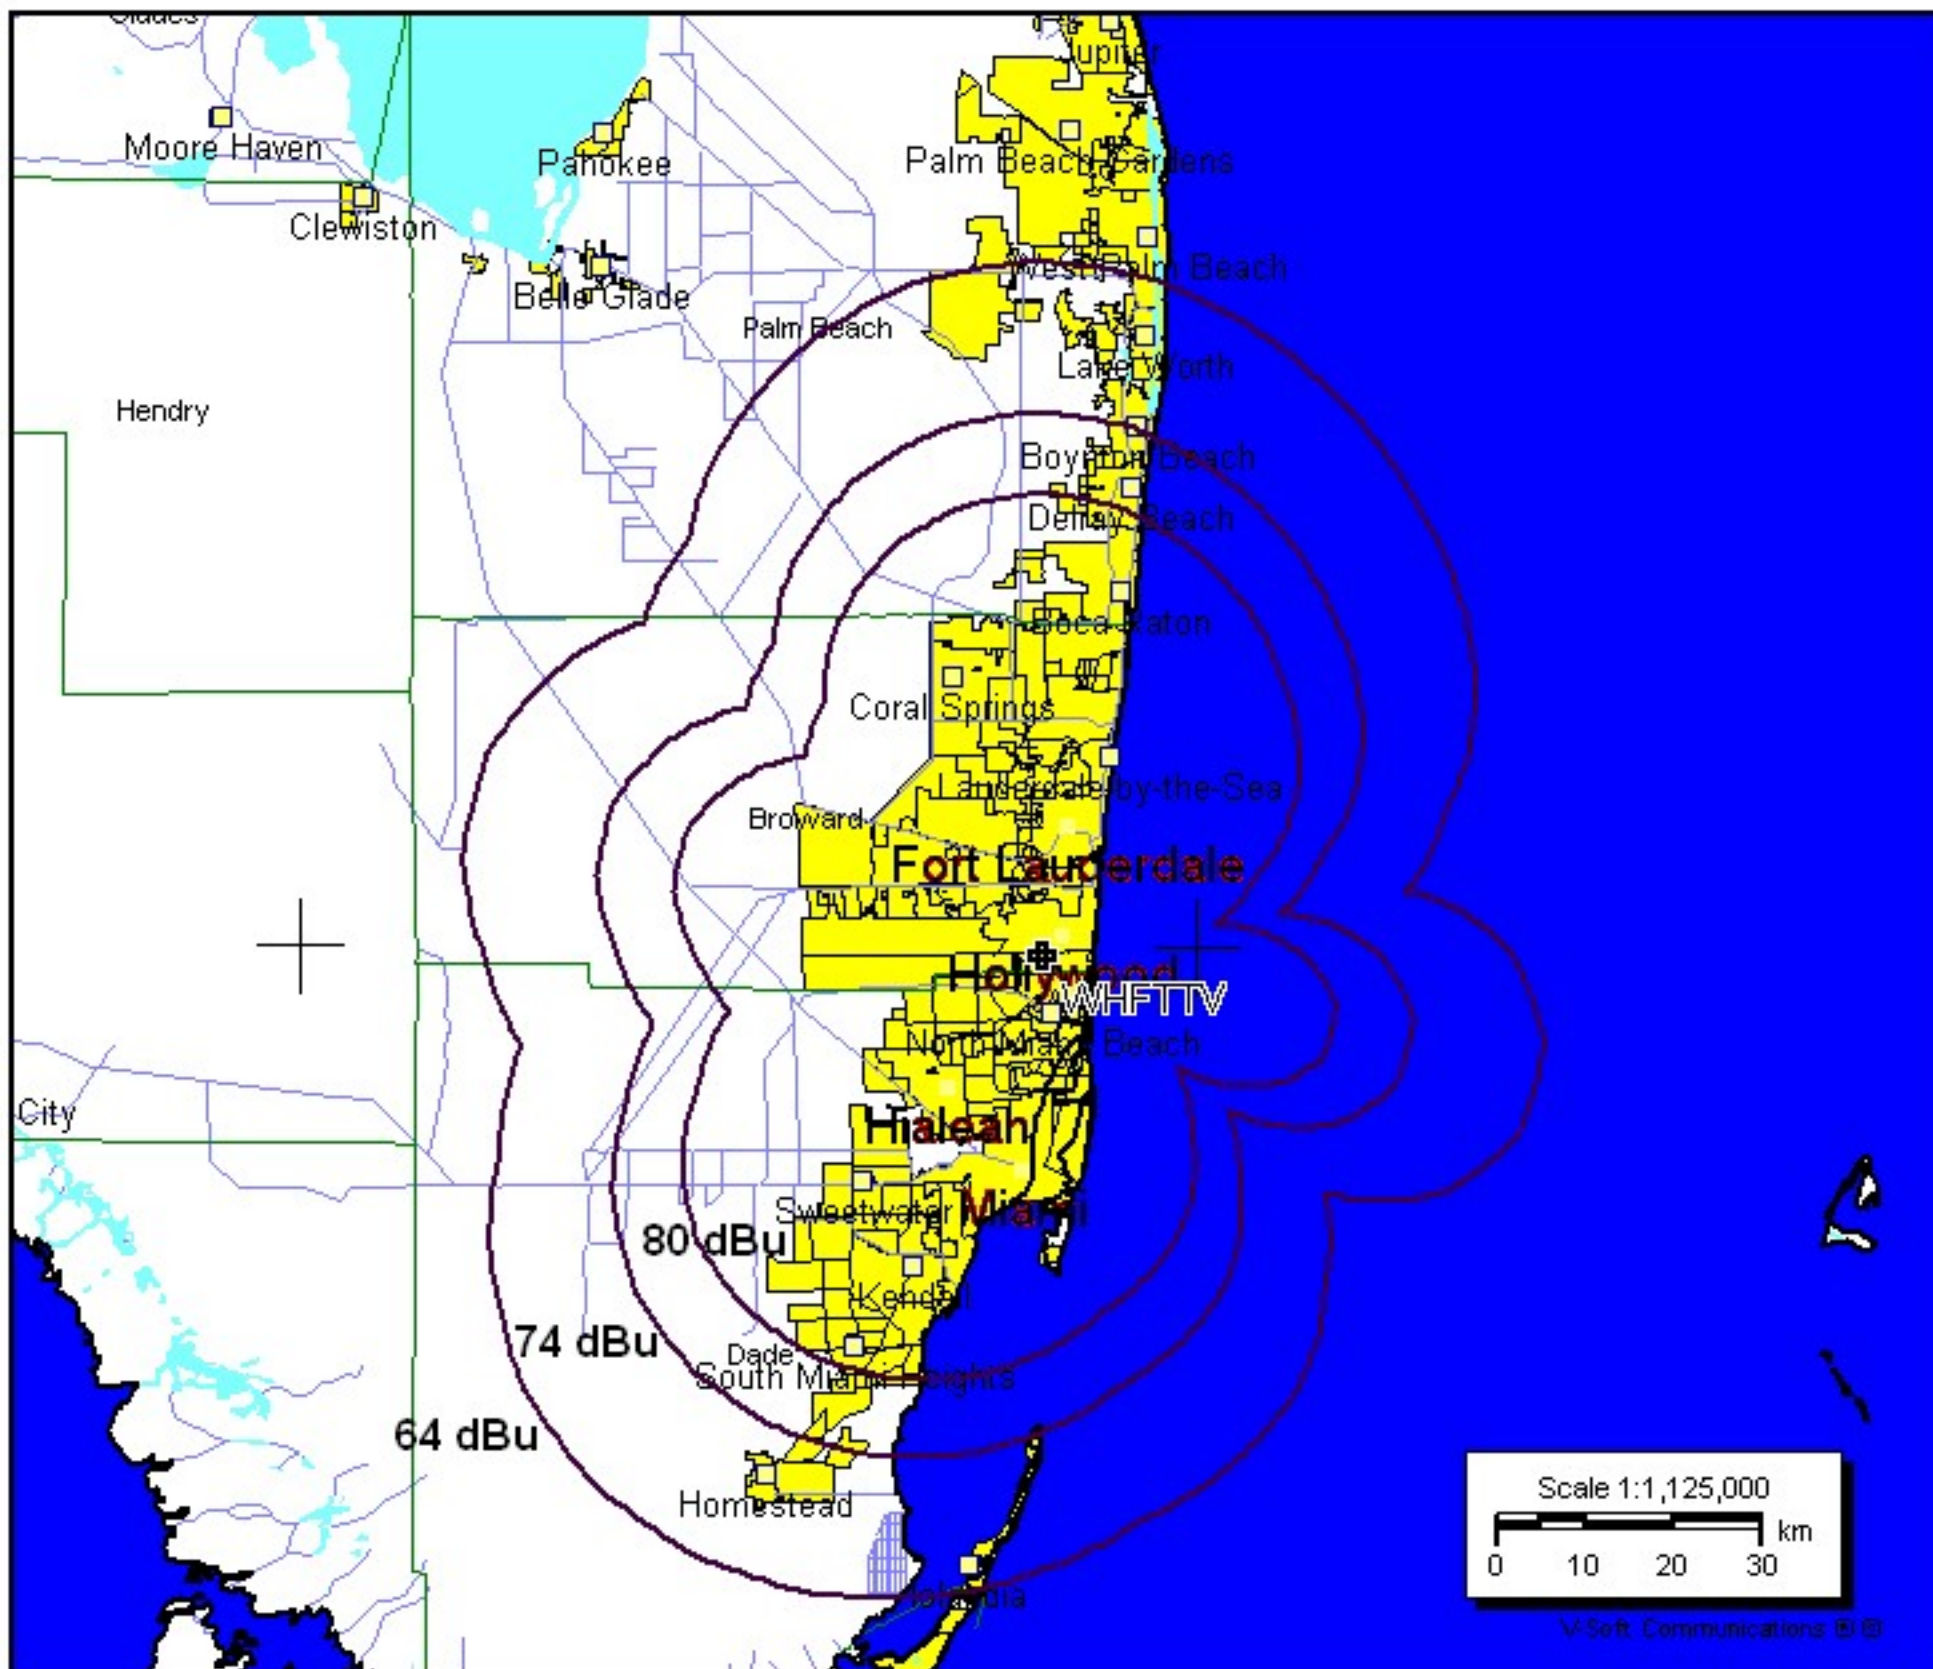 Glades
Jupiter
Moore Haven
Pahokee
Palm Beach Gardens
Clewiston
West Palm Beach
Belle Glade
Palm Beach
Lake Worth
Hendry
Boynton Beach
Delray Beach
Boca Raton
Coral Springs
Lauderdale-by-the-Sea
Broward
Fort Lauderdale
Hollywood
WHFTTV
North Miami Beach
City
Hialeah
Sweetwater
Miami
80 dBu
Kendall
74 dBu
Dade
South Miami Heights
64 dBu
Homestead
Scale 1:1,125,000
km
0 10 20 30
V-Soft Communications